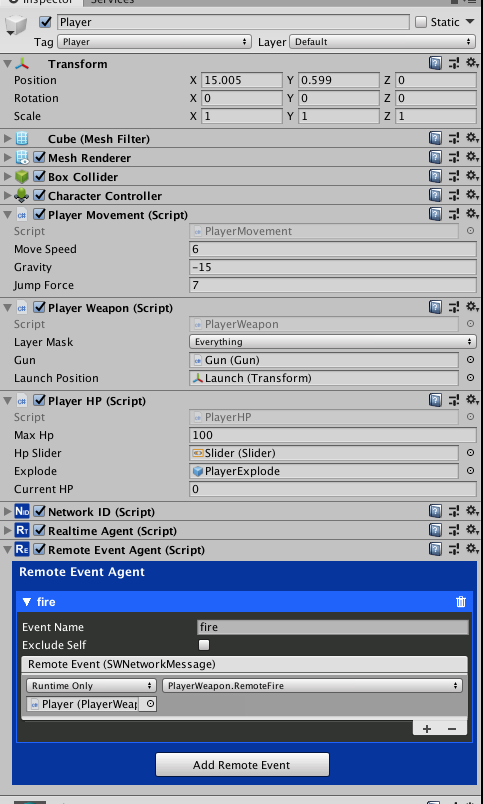 Inspector Services
Player Static
Tag Player Layer Default
Transform
Position X 15.005 Y 0.599 Z 0
Rotation X 0 Y 0 Z 0
Scale X 1 Y 1 Z 1
Cube (Mesh Filter)
Mesh Renderer
Box Collider
Character Controller
Player Movement (Script)
Script PlayerMovement
Move Speed 6
Gravity -15
Jump Force 7
Player Weapon (Script)
Script PlayerWeapon
Layer Mask Everything
Gun Gun (Gun)
Launch Position Launch (Transform)
Player HP (Script)
Script PlayerHP
Max Hp 100
Hp Slider Slider (Slider)
Explode PlayerExplode
Current HP 0
NID Network ID (Script)
RT Realtime Agent (Script)
RE Remote Event Agent (Script)
Remote Event Agent
fire
Event Name fire
Exclude Self
Remote Event (SWNetworkMessage)
Runtime Only PlayerWeapon.RemoteFire
Player (PlayerWeap
+ −
Add Remote Event